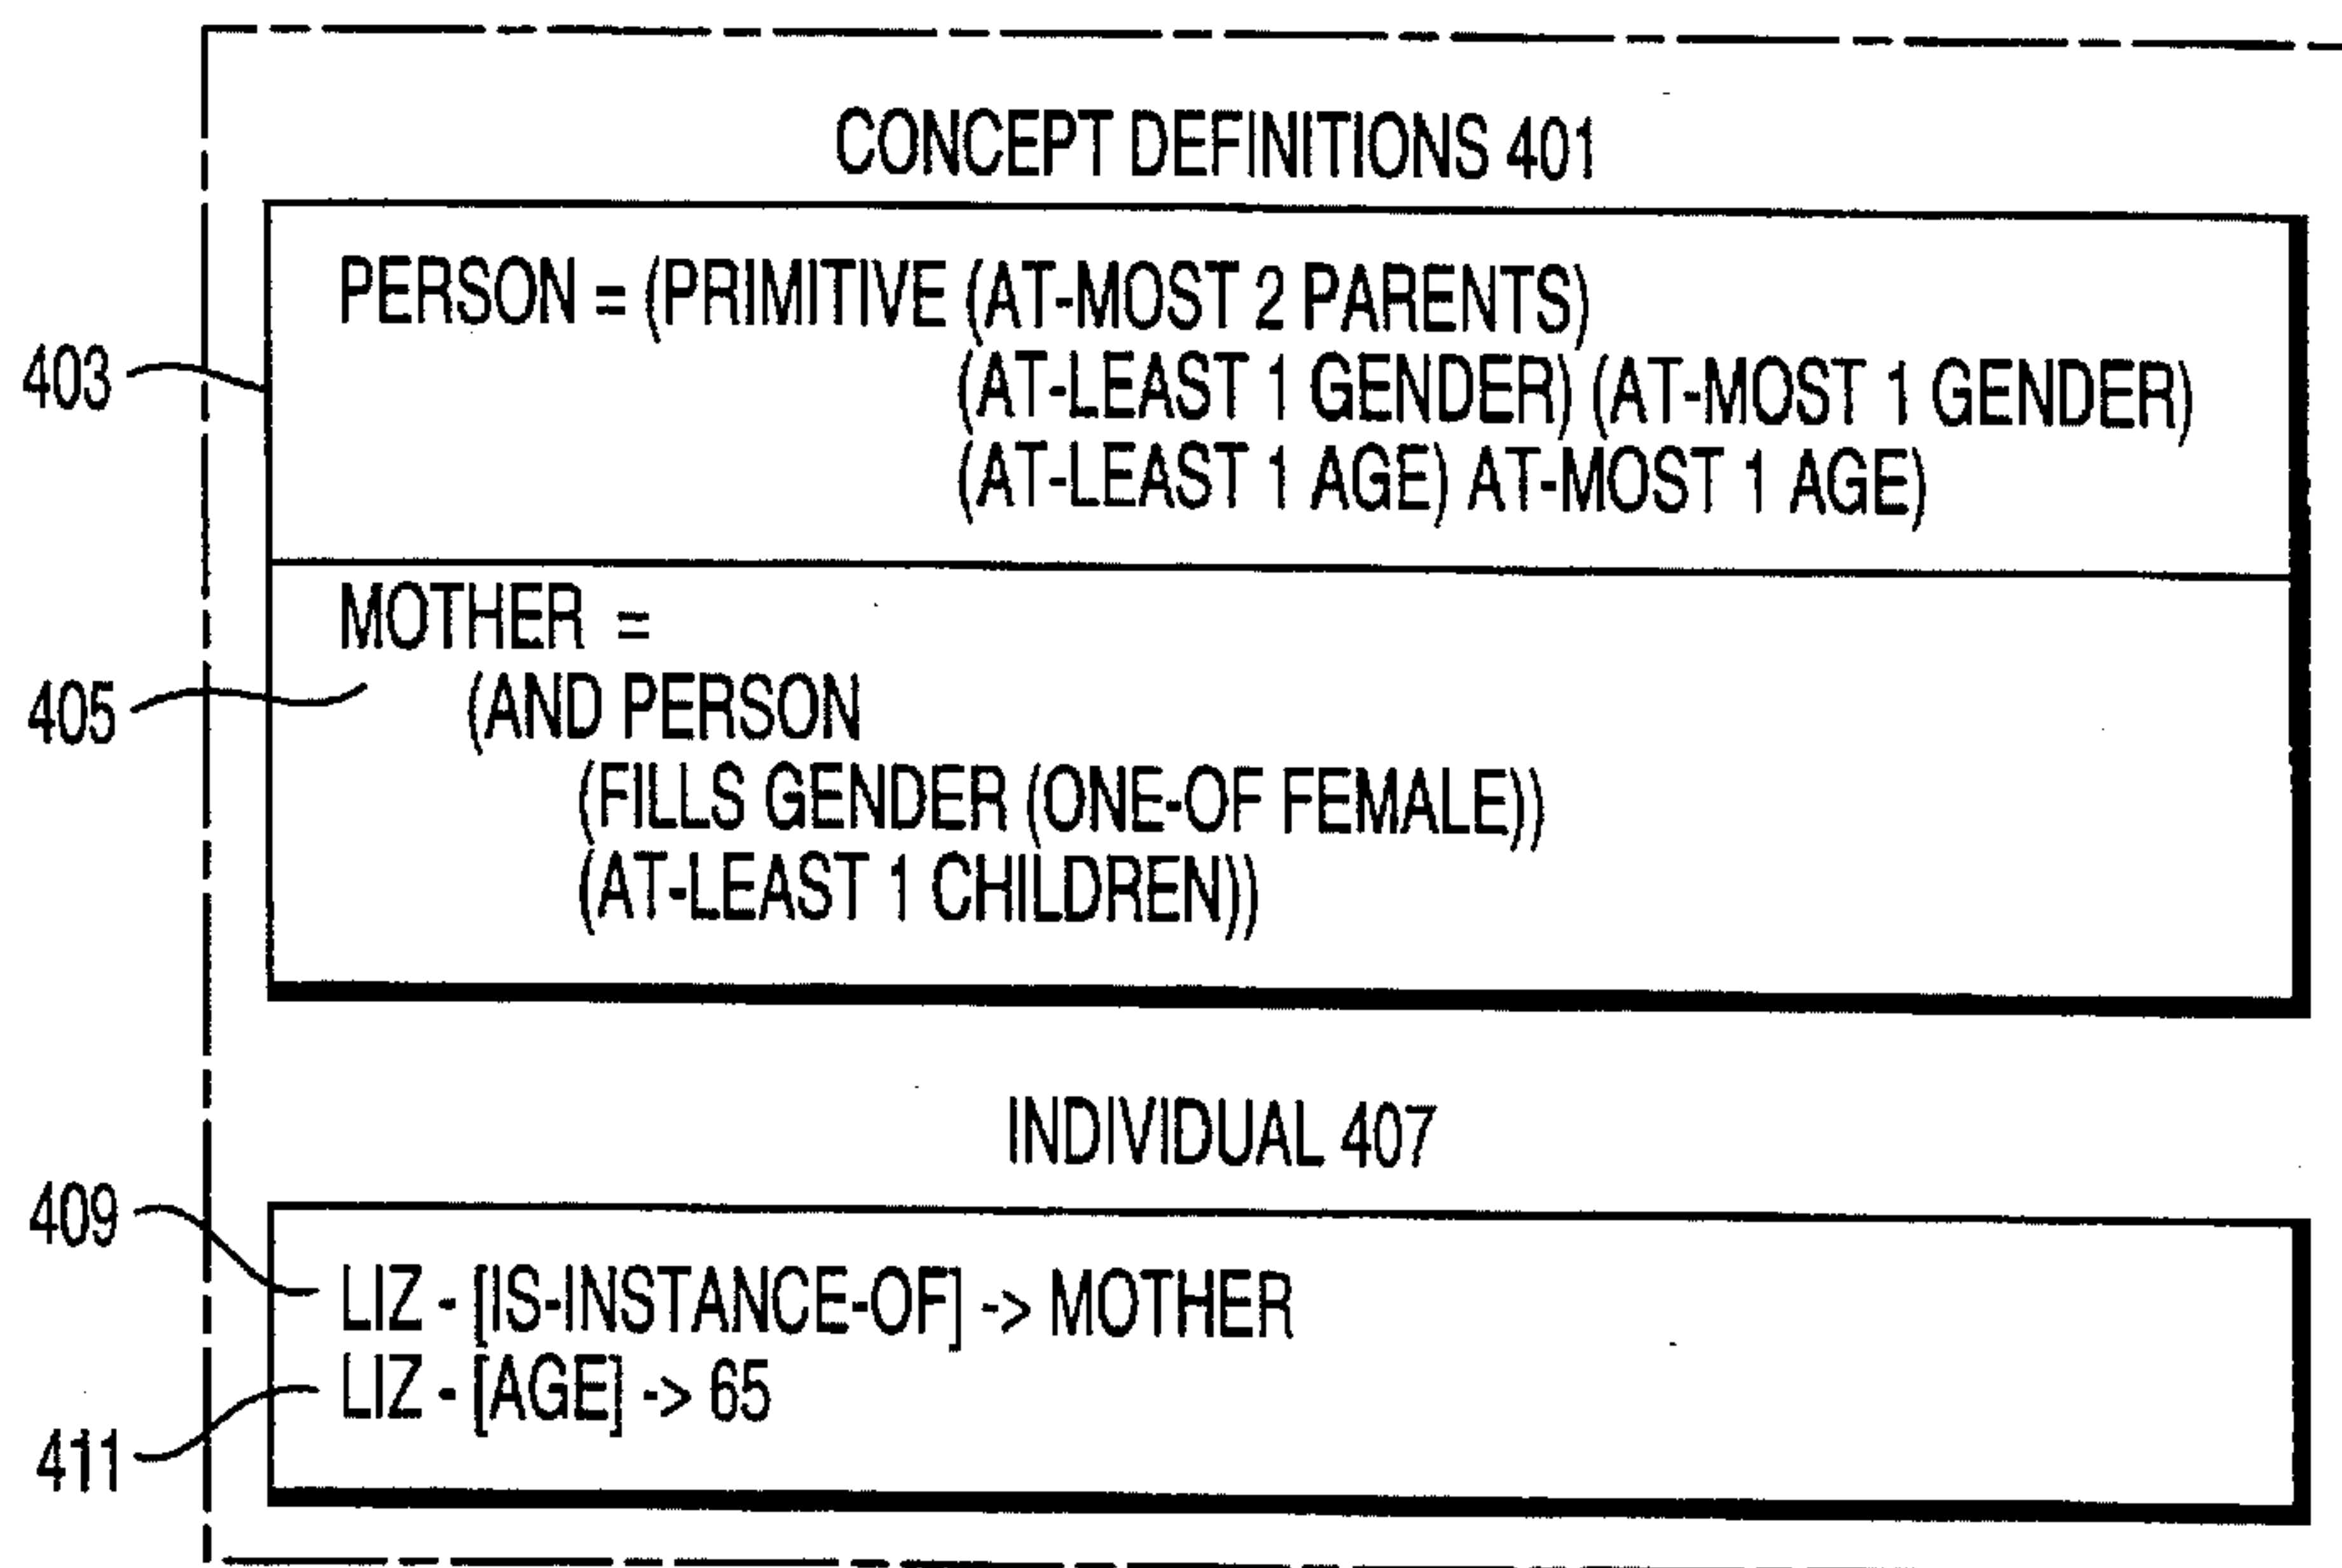 CONCEPT DEFINITIONS 401
PERSON = (PRIMITIVE (AT-MOST 2 PARENTS)
(AT-LEAST 1 GENDER) (AT-MOST 1 GENDER)
403
(AT-LEAST 1 AGE) AT-MOST 1 AGE)
MOTHER =
405
(AND PERSON
(FILLS GENDER (ONE-OF FEMALE))
(AT-LEAST 1 CHILDREN))
INDIVIDUAL 407
409
LIZ - [IS-INSTANCE-OF] -> MOTHER
LIZ - [AGE] -> 65
411